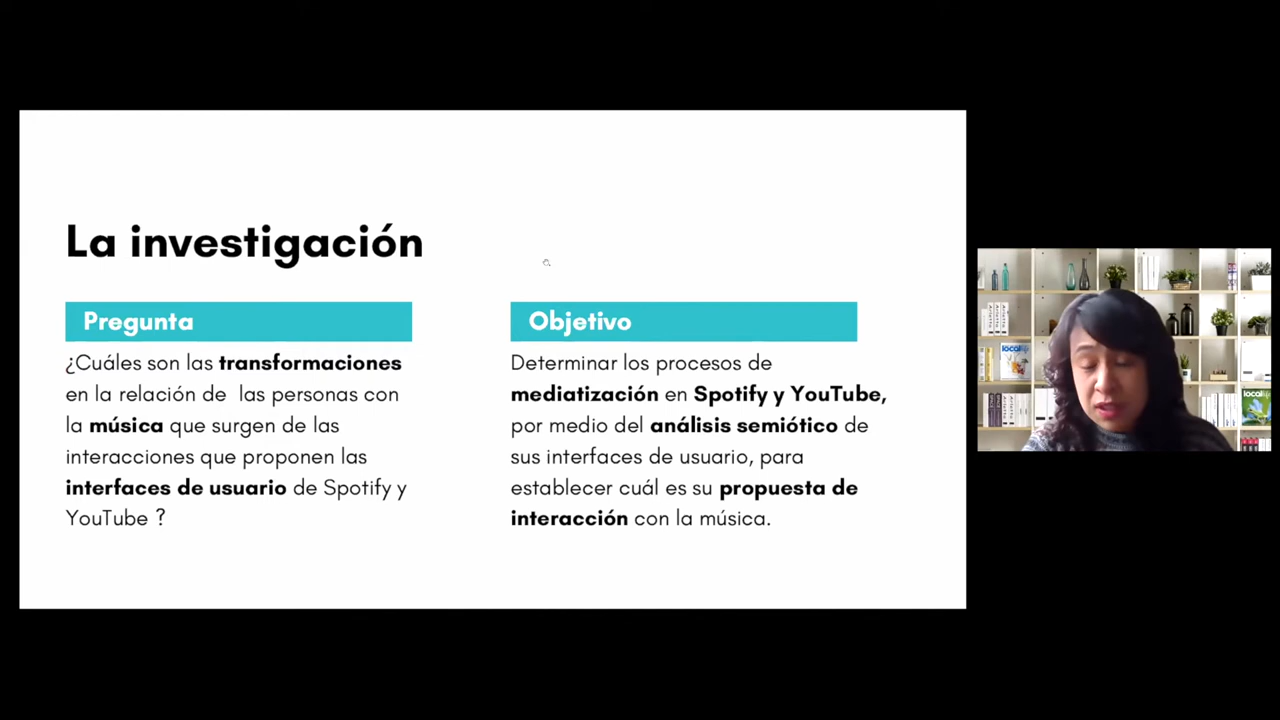 La investigación
Pregunta
¿Cuáles son las transformaciones
en la relación de las personas con
la música que surgen de las
interacciones que proponen las
interfaces de usuario de Spotify y
YouTube ?
Objetivo
Determinar los procesos de
mediatización en Spotify y YouTube,
por medio del análisis semiótico de
sus interfaces de usuario, para
establecer cuál es su propuesta de
interacción con la música.
local
local